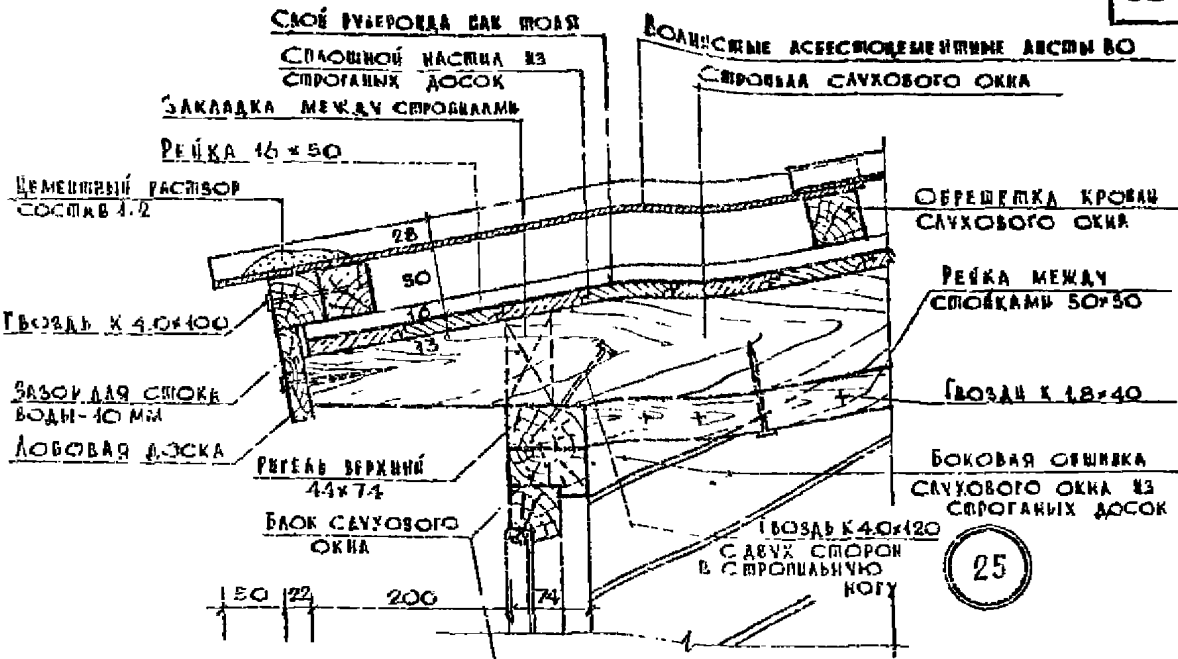 СЛОЙ РУБЕРОИДА ИЛИ ТОЛЯ
СПЛОШНОЙ НАСТИЛ ИЗ
СТРОГАНЫХ ДОСОК
ЗАКЛАДКА МЕЖДУ СТРОПИЛАМИ
РЕЙКА 16×50
ЦЕМЕНТНЫЙ РАСТВОР
СОСТАВ 1:2
ГВОЗДЬ К 4.0×100
ЗАЗОР ДЛЯ СТОКА
ВОДЫ-10 ММ
ЛОБОВАЯ ДОСКА
РИГЕЛЬ ВЕРХНИЙ
44×74
БЛОК СЛУХОВОГО
ОКНА
ВОЛНИСТЫЕ АСБЕСТОЦЕМЕНТНЫЕ ЛИСТЫ ВО
СТРОПИЛА СЛУХОВОГО ОКНА
ОБРЕШЕТКА КРОВЛИ
СЛУХОВОГО ОКНА
РЕЙКА МЕЖДУ
СТОЙКАМИ 50×50
ГВОЗДИ К 1,8×40
БОКОВАЯ ОБШИВКА
СЛУХОВОГО ОКНА ИЗ
СТРОГАНЫХ ДОСОК
ГВОЗДЬ К 4.0×120
С ДВУХ СТОРОН
В СТРОПИЛЬНУЮ
НОГУ
28
50
16
13
25
150 22 200 74